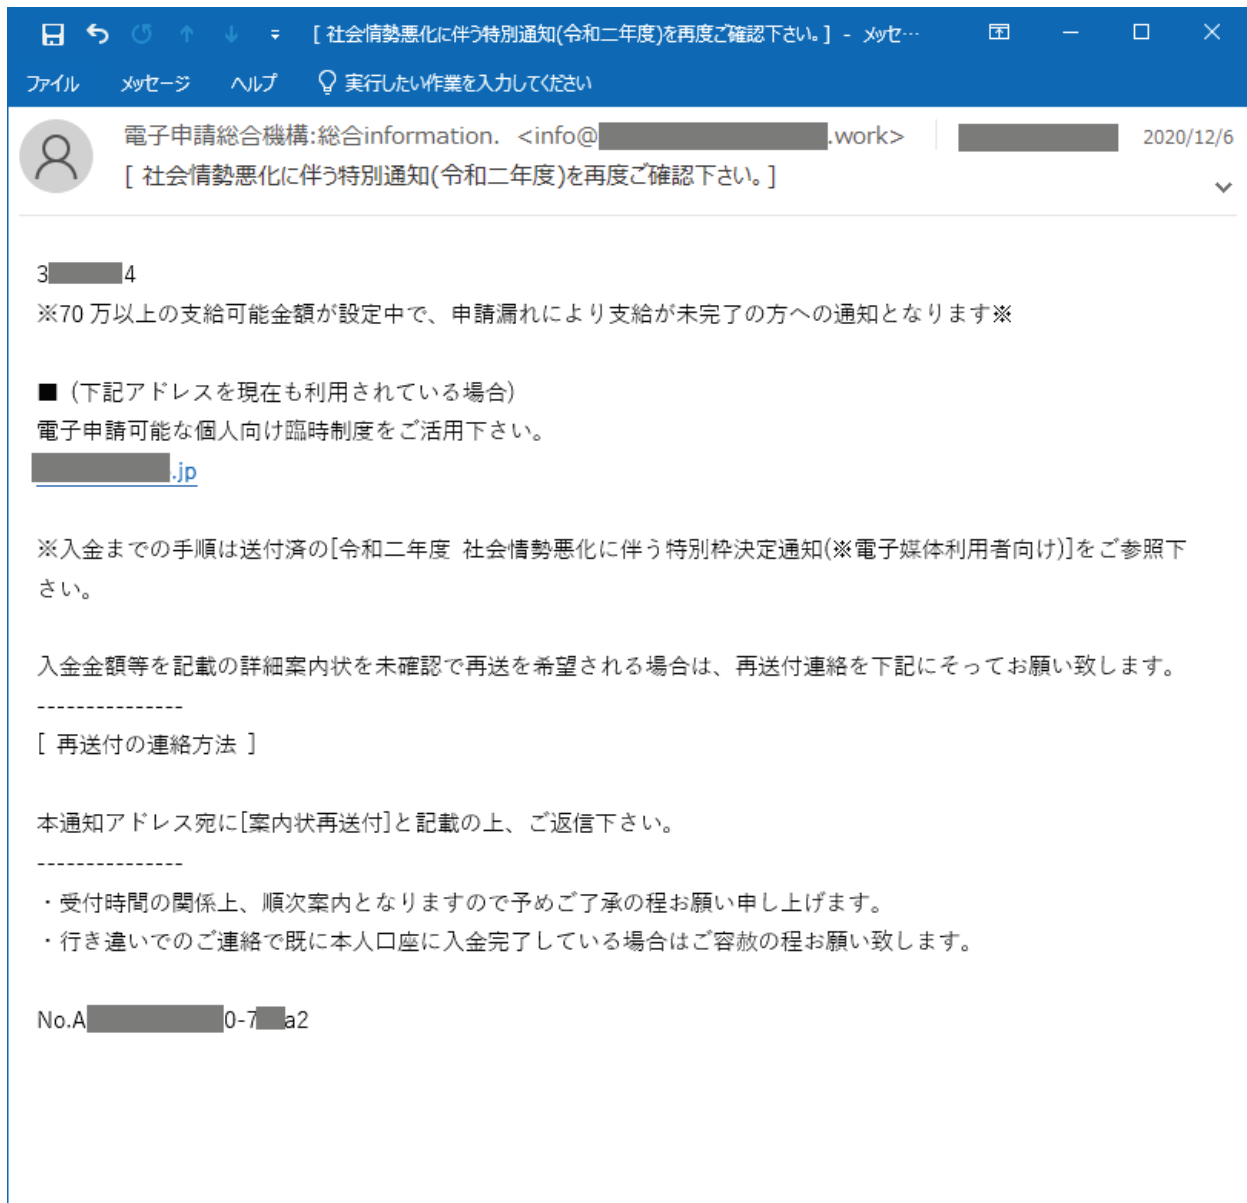 [ 社会情勢悪化に伴う特別通知(令和二年度)を再度ご確認下さい。] - メッセ…
ファイル メッセージ ヘルプ 実行したい作業を入力してください
電子申請総合機構:総合information. <info@ .work> 2020/12/6
[ 社会情勢悪化に伴う特別通知(令和二年度)を再度ご確認下さい。]
3 4
※70 万以上の支給可能金額が設定中で、申請漏れにより支給が未完了の方への通知となります※
■ (下記アドレスを現在も利用されている場合)
電子申請可能な個人向け臨時制度をご活用下さい。
.jp
※入金までの手順は送付済の[令和二年度 社会情勢悪化に伴う特別枠決定通知(※電子媒体利用者向け)]をご参照下
さい。
入金金額等を記載の詳細案内状を未確認で再送を希望される場合は、再送付連絡を下記にそってお願い致します。
---------------
[ 再送付の連絡方法 ]
本通知アドレス宛に[案内状再送付]と記載の上、ご返信下さい。
---------------
・受付時間の関係上、順次案内となりますので予めご了承の程お願い申し上げます。
・行き違いでのご連絡で既に本人口座に入金完了している場合はご容赦の程お願い致します。
No.A 0-7 a2